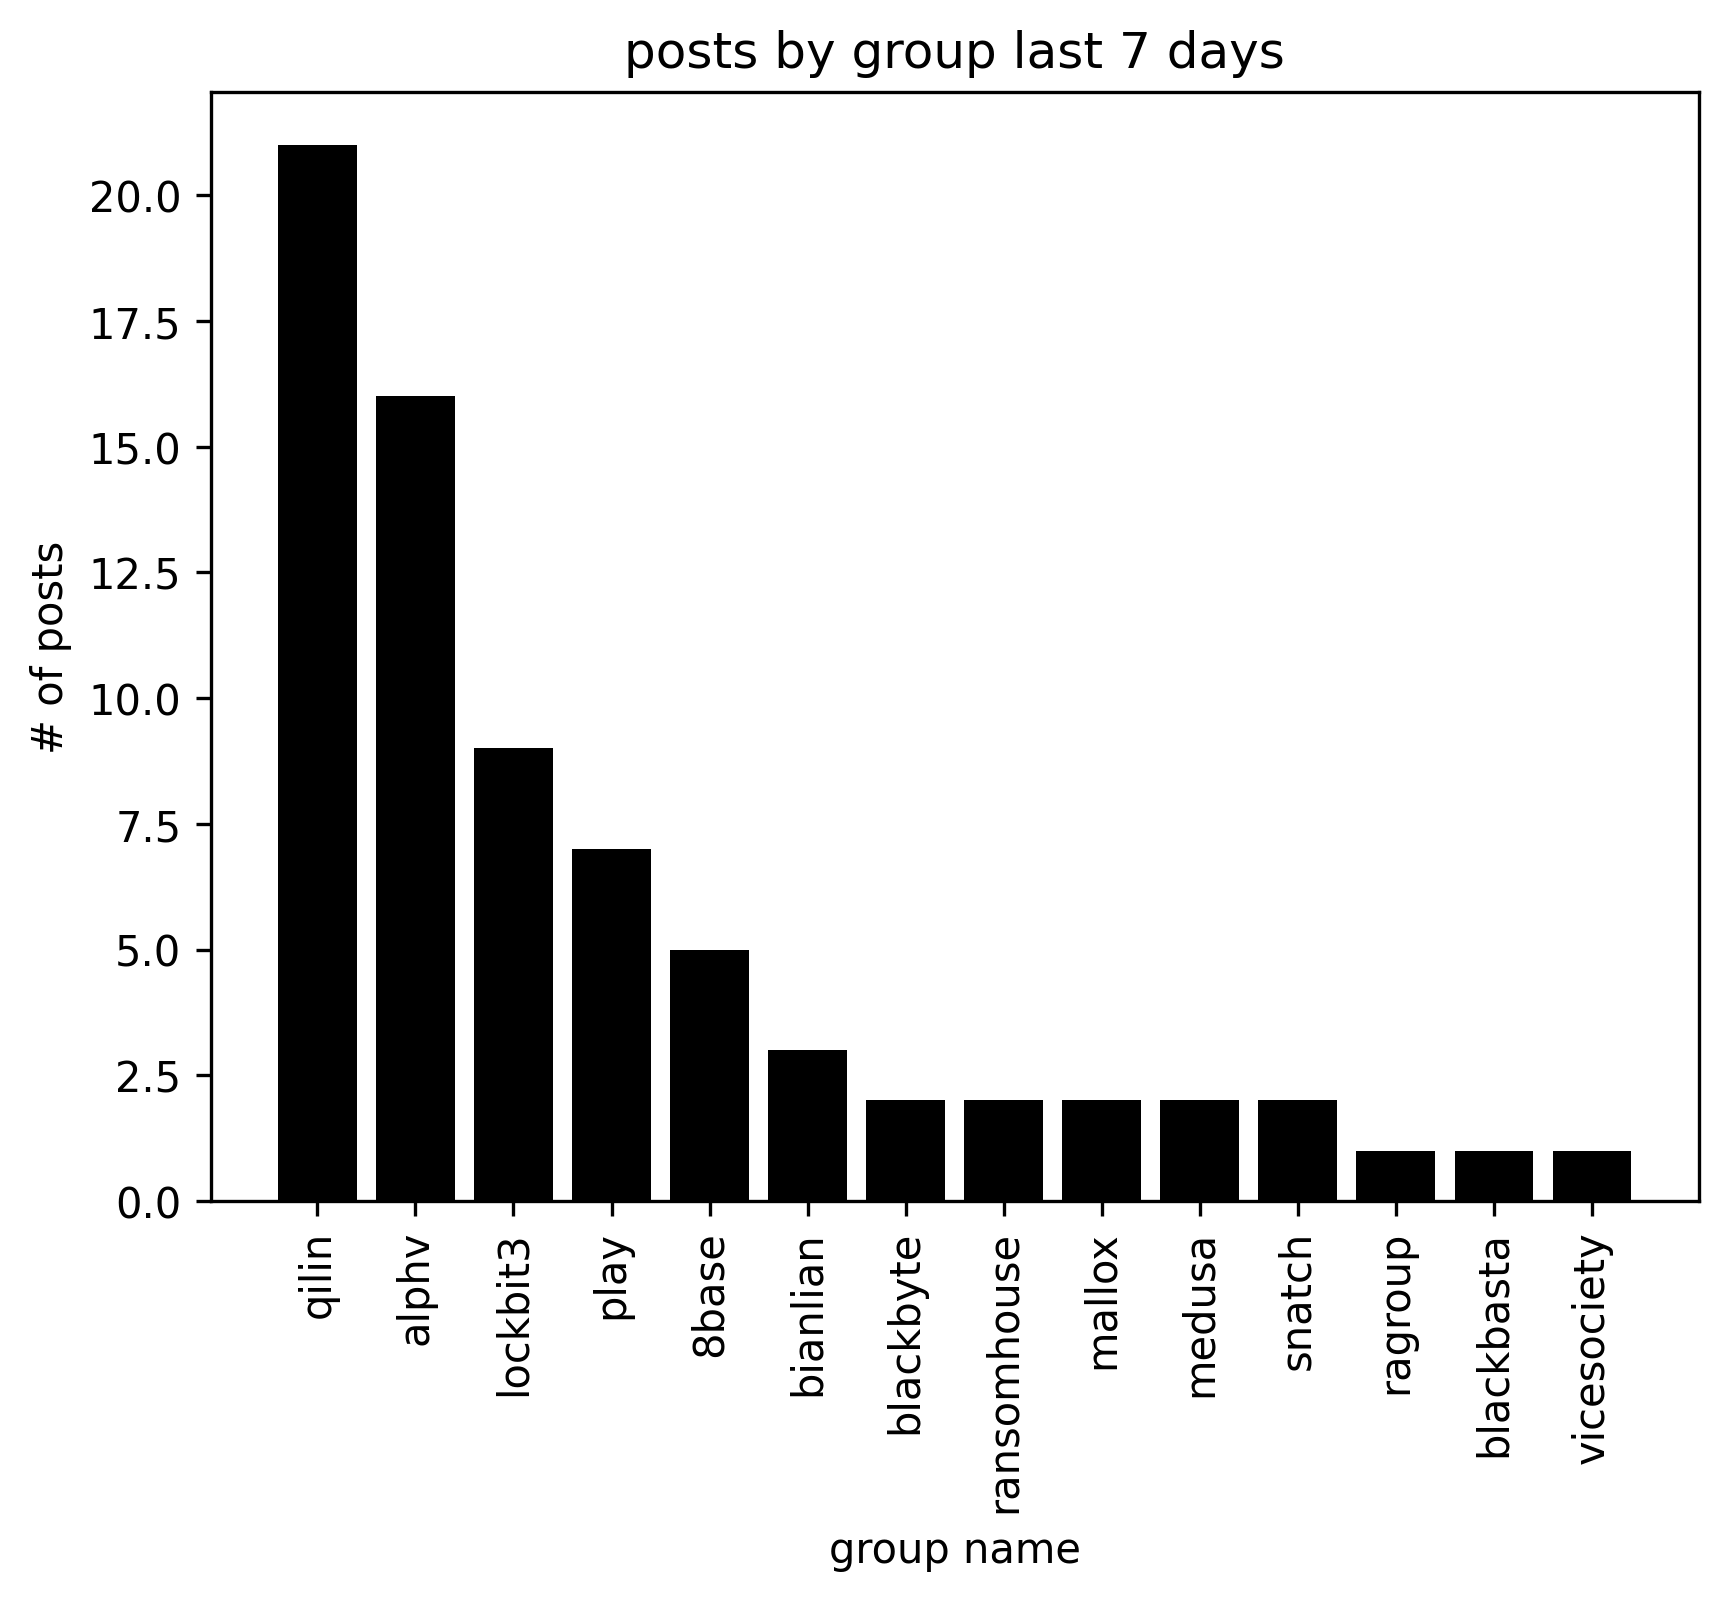 posts by group last 7 days
# of posts
20.0
17.5
15.0
12.5
10.0
7.5
5.0
2.5
0.0
qilin
alphv
lockbit3
play
8base
bianlian
blackbyte
ransomhouse
mallox
medusa
snatch
ragroup
blackbasta
vicesociety
group name